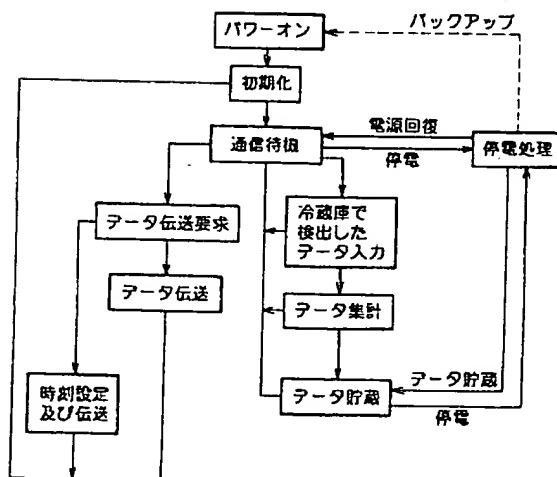 パワーオン
バックアップ
初期化
通信待機
電源回復
停電
停電処理
データ伝送要求
冷蔵庫で
検出した
データ入力
データ伝送
データ集計
時刻設定
及び伝送
データ貯蔵
データ貯蔵
停電